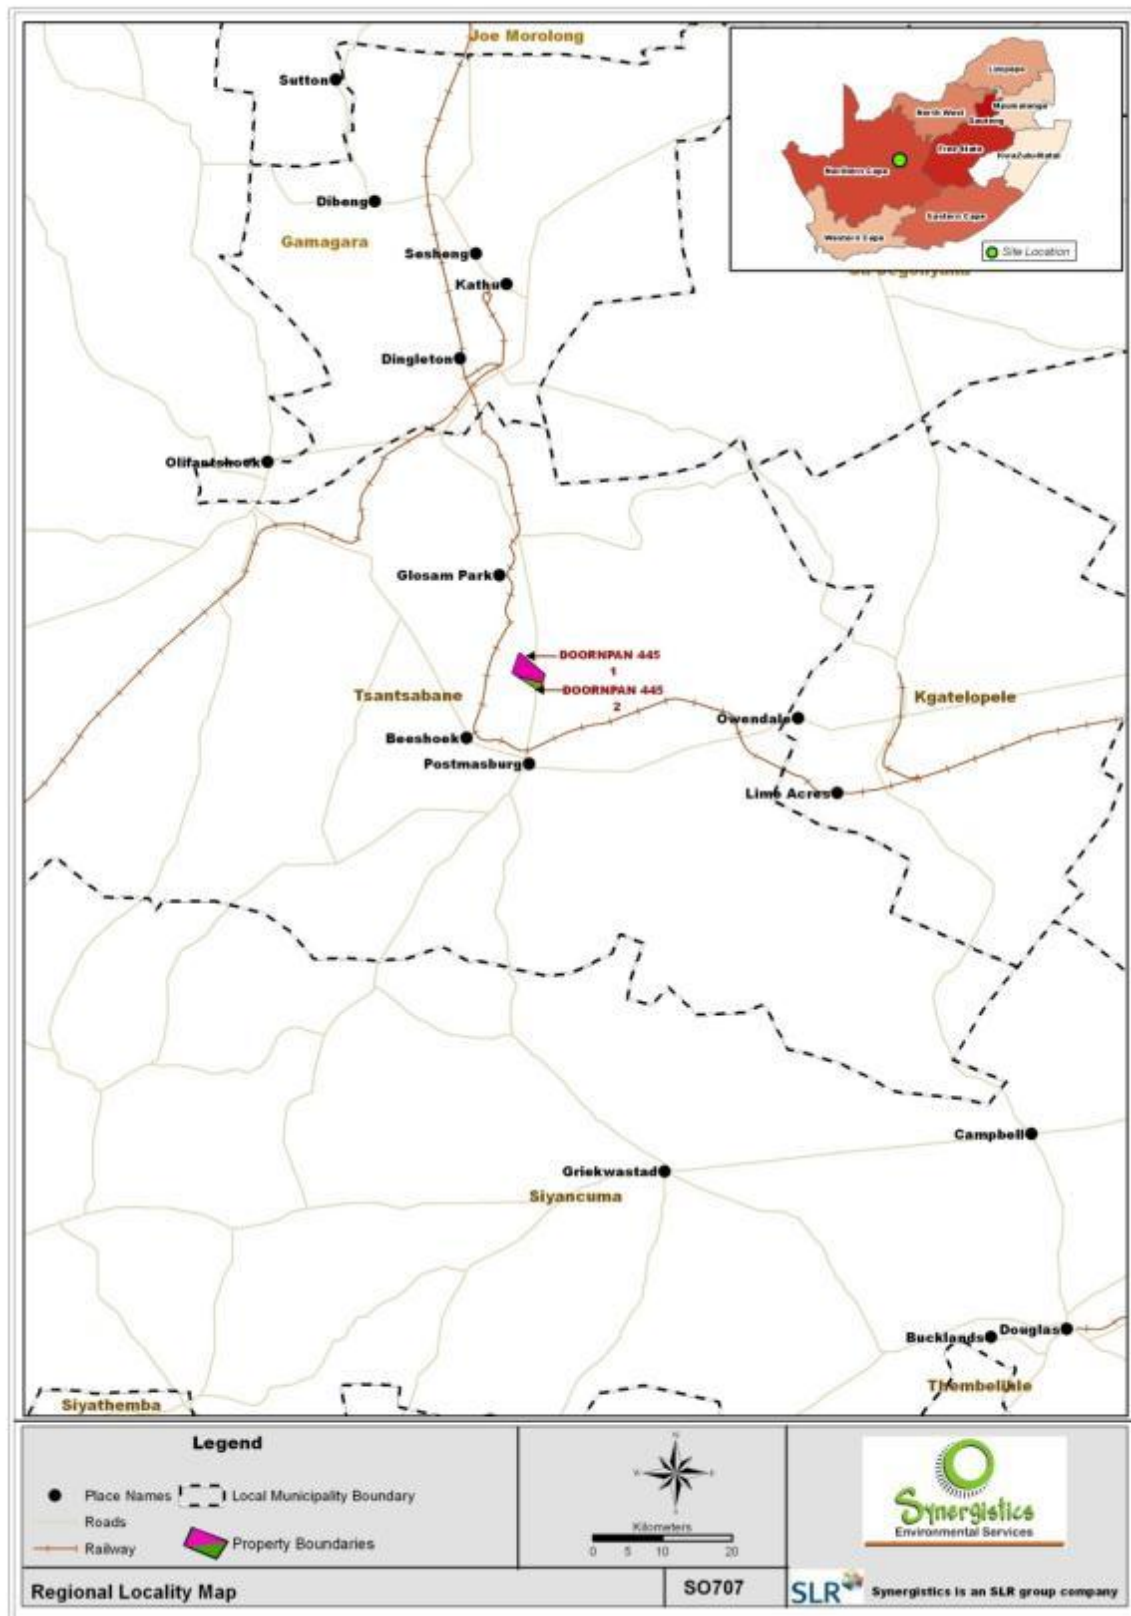 Joe Morolong
Sutton
Limpopo
Mpumalanga
North West
Gauteng
Free State
KwaZulu-Natal
Northern Cape
Dibeng
Eastern Cape
Western Cape
Gamagara
Site Location
Sesheng
Kathu
Dingleton
Olifantshoek
Glosam Park
DOORNPAN 445
1
DOORNPAN 445
2
Tsantsabane
Kgatelopele
Owendale
Beeshoek
Postmasburg
Lime Acres
Campbell
Griekwastad
Siyancuma
Bucklands
Douglas
Thembelihle
Siyathemba
Legend
Place Names
Local Municipality Boundary
Roads
Railway
Property Boundaries
N
W
E
S
Kilometers
0 5 10 20
Synergistics
Environmental Services
Regional Locality Map
SO707
SLR
Synergistics is an SLR group company